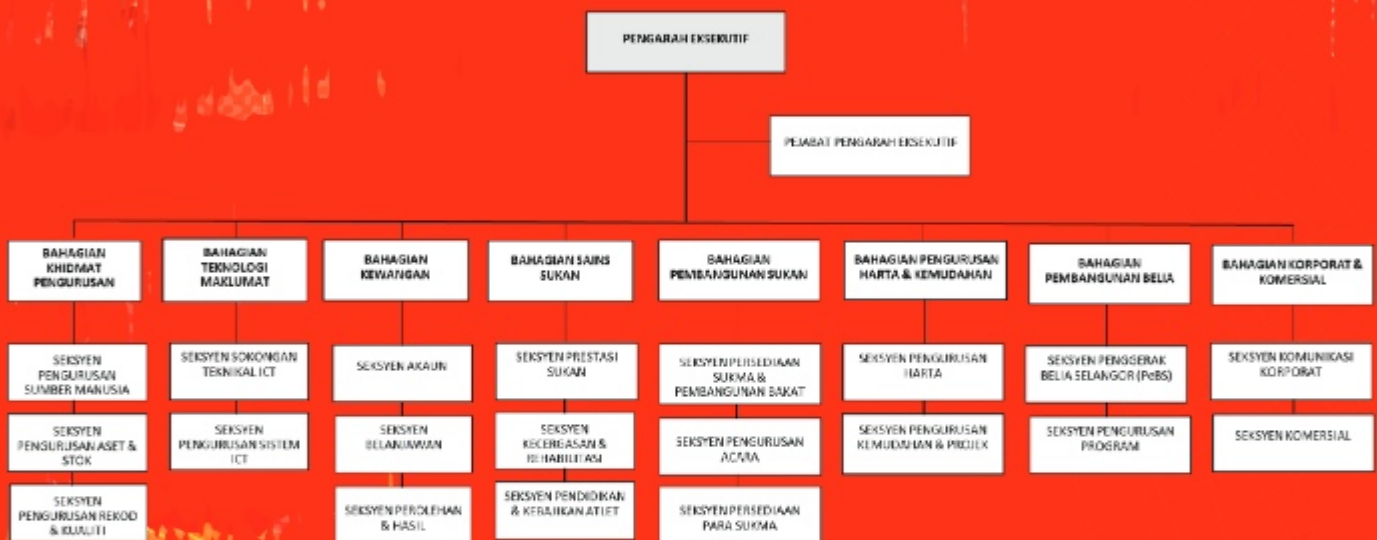 PENGARAH EKSEKUTIF
PEJABAT PENGARAH EKSEKUTIF
BAHAGIAN
KHIDMAT
PENGURUSAN
BAHAGIAN
TEKNOLOGI
MAKLUMAT
BAHAGIAN
KEWANGAN
BAHAGIAN SAINS
SUKAN
BAHAGIAN
PEMBANGUNAN SUKAN
BAHAGIAN PENGURUSAN
HARTA & KEMUDAHAN
BAHAGIAN
PEMBANGUNAN BELIA
BAHAGIAN KORPORAT &
KOMERSIAL
SEKSYEN
PENGURUSAN
SUMBER MANUSIA
SEKSYEN SOKONGAN
TEKNIKAL ICT
SEKSYEN AKAUN
SEKSYEN PRESTASI
SUKAN
SEKSYEN PERSEDIAAN
SUKMA &
PEMBANGUNAN BAKAT
SEKSYEN PENGURUSAN
HARTA
SEKSYEN PENGGERAK
BELIA SELANGOR (PeBS)
SEKSYEN KOMUNIKASI
KORPORAT
SEKSYEN
PENGURUSAN ASET &
STOK
SEKSYEN
PENGURUSAN SISTEM
ICT
SEKSYEN
BELANJAWAN
SEKSYEN
KECERGASAN &
REHABILITASI
SEKSYEN PENGURUSAN
ACARA
SEKSYEN PENGURUSAN
KEMUDAHAN & PROJEK
SEKSYEN PENGURUSAN
PROGRAM
SEKSYEN KOMERSIAL
SEKSYEN
PENGURUSAN REKOD
& KUALITI
SEKSYEN PEROLEHAN
& HASIL
SEKSYEN PENDIDIKAN
& KEBAJIKAN ATLET
SEKSYEN PERSEDIAAN
PARA SUKMA